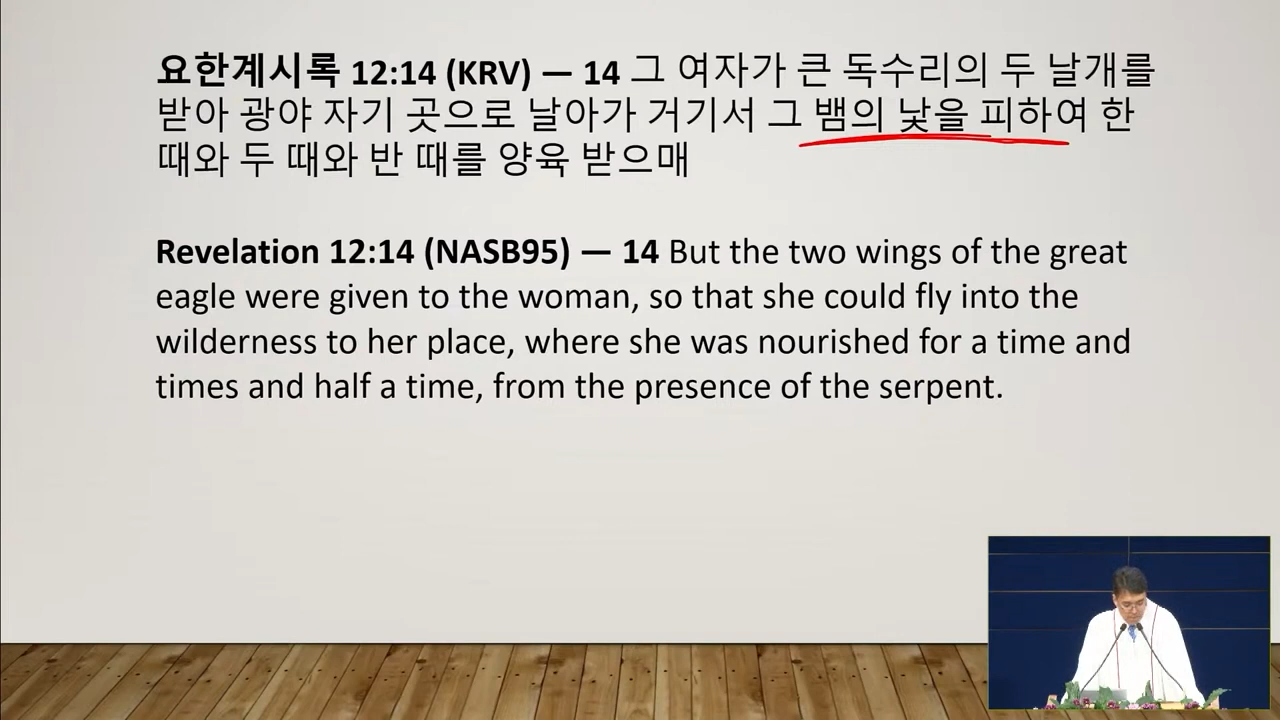 요한계시록 12:14 (KRV) — 14 그 여자가 큰 독수리의 두 날개를
받아 광야 자기 곳으로 날아가 거기서 그 뱀의 낯을 피하여 한
때와 두 때와 반 때를 양육 받으매
Revelation 12:14 (NASB95) — 14 But the two wings of the great
eagle were given to the woman, so that she could fly into the
wilderness to her place, where she was nourished for a time and
times and half a time, from the presence of the serpent.